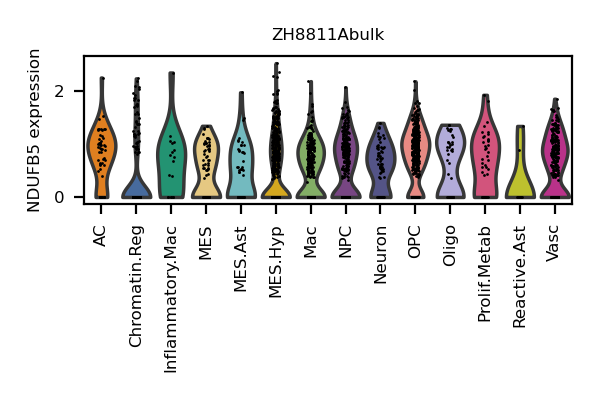 ZH8811Abulk
NDUFB5 expression
2
0
AC
Chromatin.Reg
Inflammatory.Mac
MES
MES.Ast
MES.Hyp
Mac
NPC
Neuron
OPC
Oligo
Prolif.Metab
Reactive.Ast
Vasc